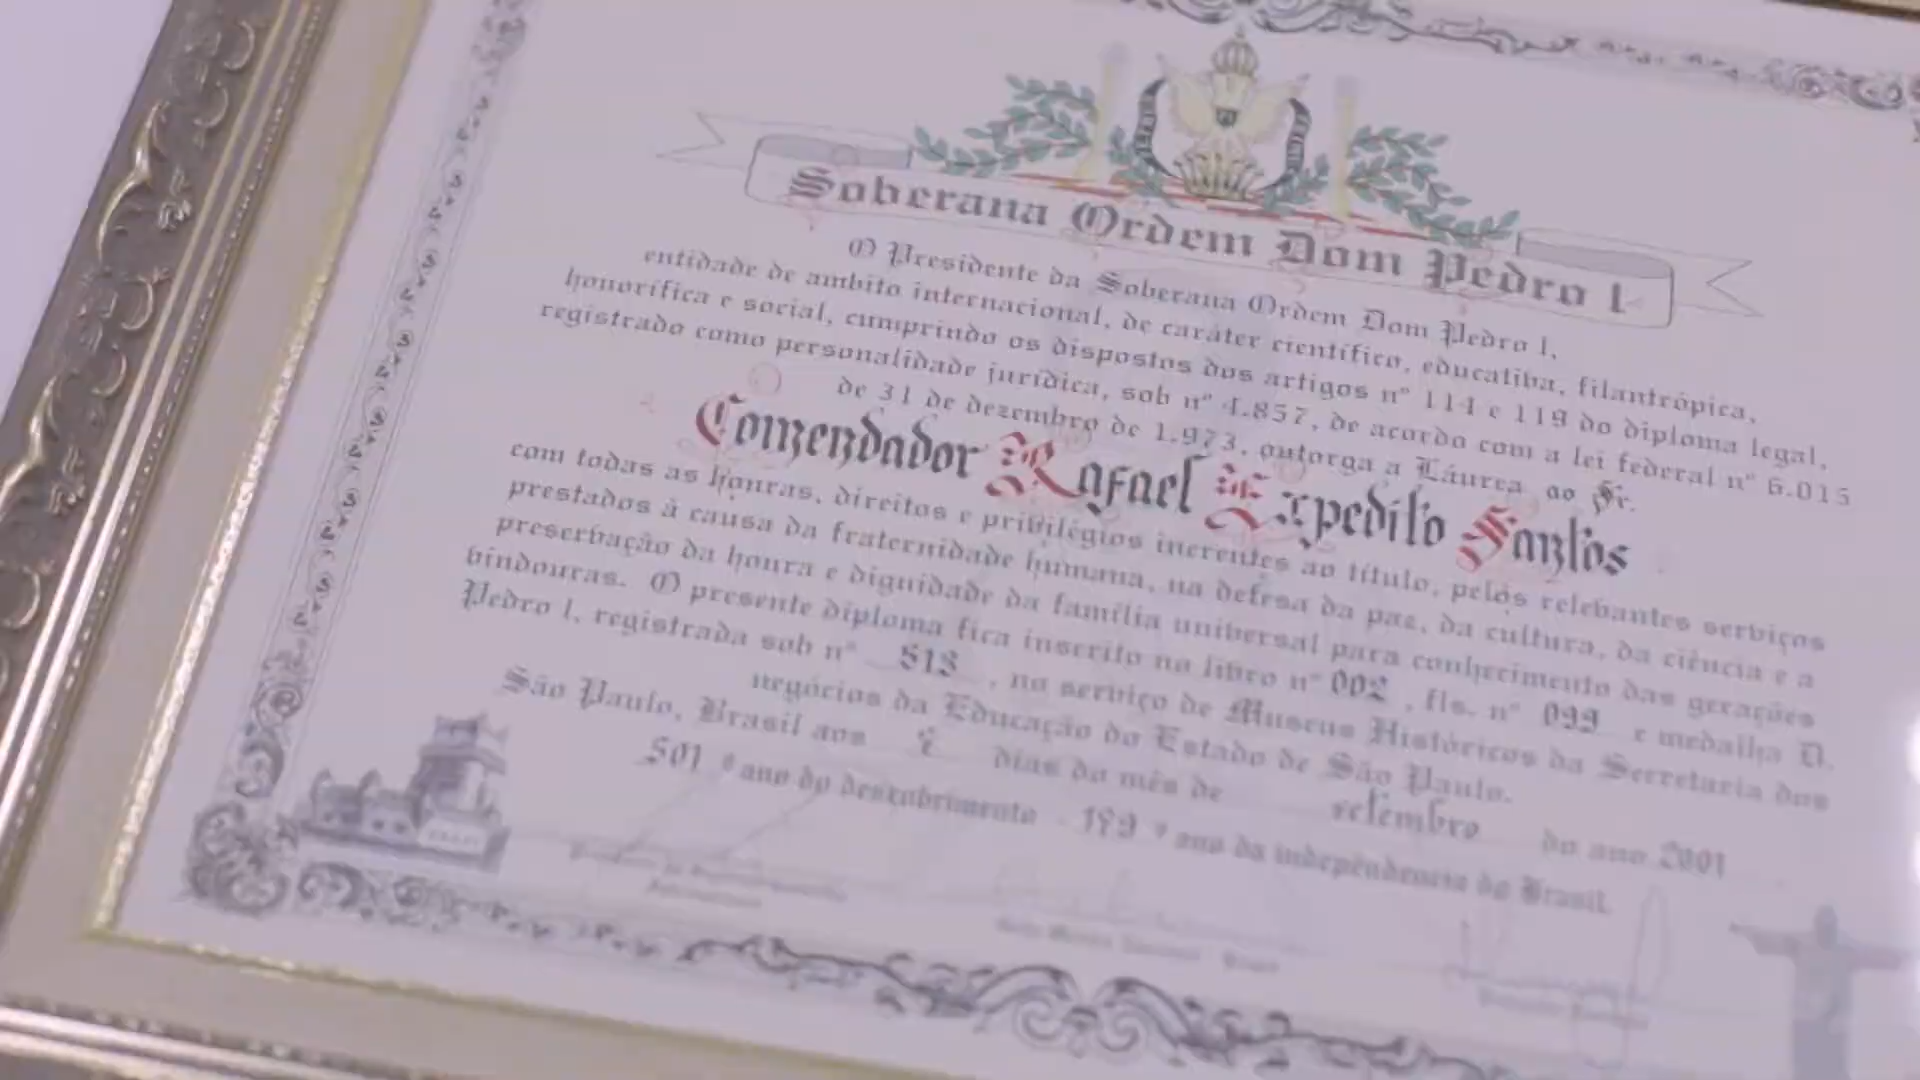 Soberana Ordem Dom Pedro I
O Presidente da Soberana Ordem Dom Pedro I,
entidade de ambito internacional, de caráter científico, educativa, filantrópica,
honorífica e social, cumprindo os dispostos dos artigos nº 114 e 119 do diploma legal,
registrado como personalidade jurídica, sob nº 4.857, de acordo com a lei federal nº 6.015
de 31 de dezembro de 1.973, outorga a Láurea ao Sr.
Comendador Rafael Expedito Santos
com todas as honras, direitos e privilégios inerentes ao título, pelos relevantes serviços
prestados à causa da fraternidade humana, na defesa da paz, da cultura, da ciência e a
preservação da honra e dignidade da família universal para conhecimento das gerações
vindouras. O presente diploma fica inscrito no livro nº 002, fls. nº 099 e medalha D.
Pedro I, registrada sob nº 513, no serviço de Museus Históricos da Secretaria dos
negócios da Educação do Estado de São Paulo.
São Paulo, Brasil aos dias do mês de setembro do ano 2001
501 º ano do descobrimento - 179 º ano da independencia do Brasil.